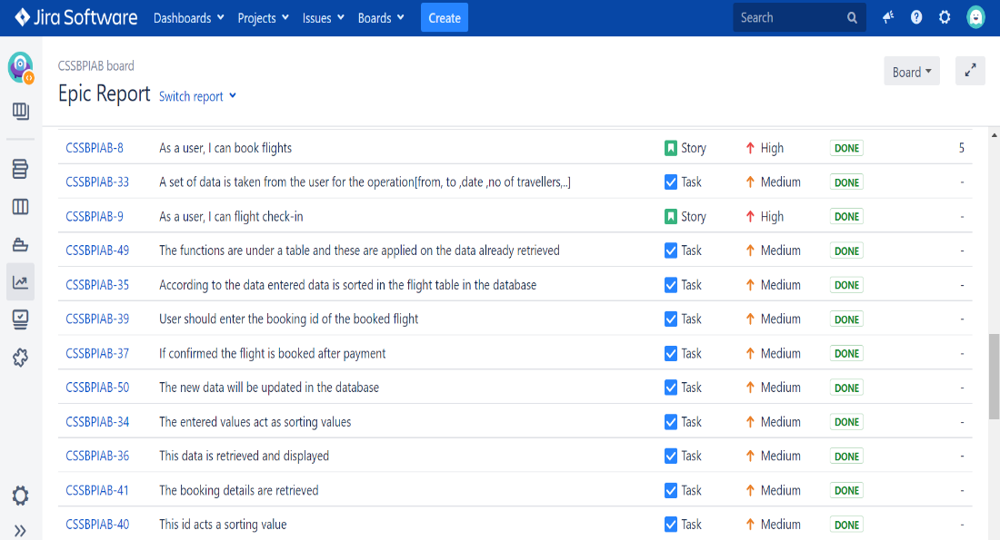 Jira Software Dashboards Projects Issues Boards Create Search
CSSBPIAB board
Epic Report Switch report Board
CSSBPIAB-8 As a user, I can book flights Story High DONE 5
CSSBPIAB-33 A set of data is taken from the user for the operation[from, to ,date ,no of travellers,..] Task Medium DONE -
CSSBPIAB-9 As a user, I can flight check-in Story High DONE -
CSSBPIAB-49 The functions are under a table and these are applied on the data already retrieved Task Medium DONE -
CSSBPIAB-35 According to the data entered data is sorted in the flight table in the database Task Medium DONE -
CSSBPIAB-39 User should enter the booking id of the booked flight Task Medium DONE -
CSSBPIAB-37 If confirmed the flight is booked after payment Task Medium DONE -
CSSBPIAB-50 The new data will be updated in the database Task Medium DONE -
CSSBPIAB-34 The entered values act as sorting values Task Medium DONE -
CSSBPIAB-36 This data is retrieved and displayed Task Medium DONE -
CSSBPIAB-41 The booking details are retrieved Task Medium DONE -
CSSBPIAB-40 This id acts a sorting value Task Medium DONE -